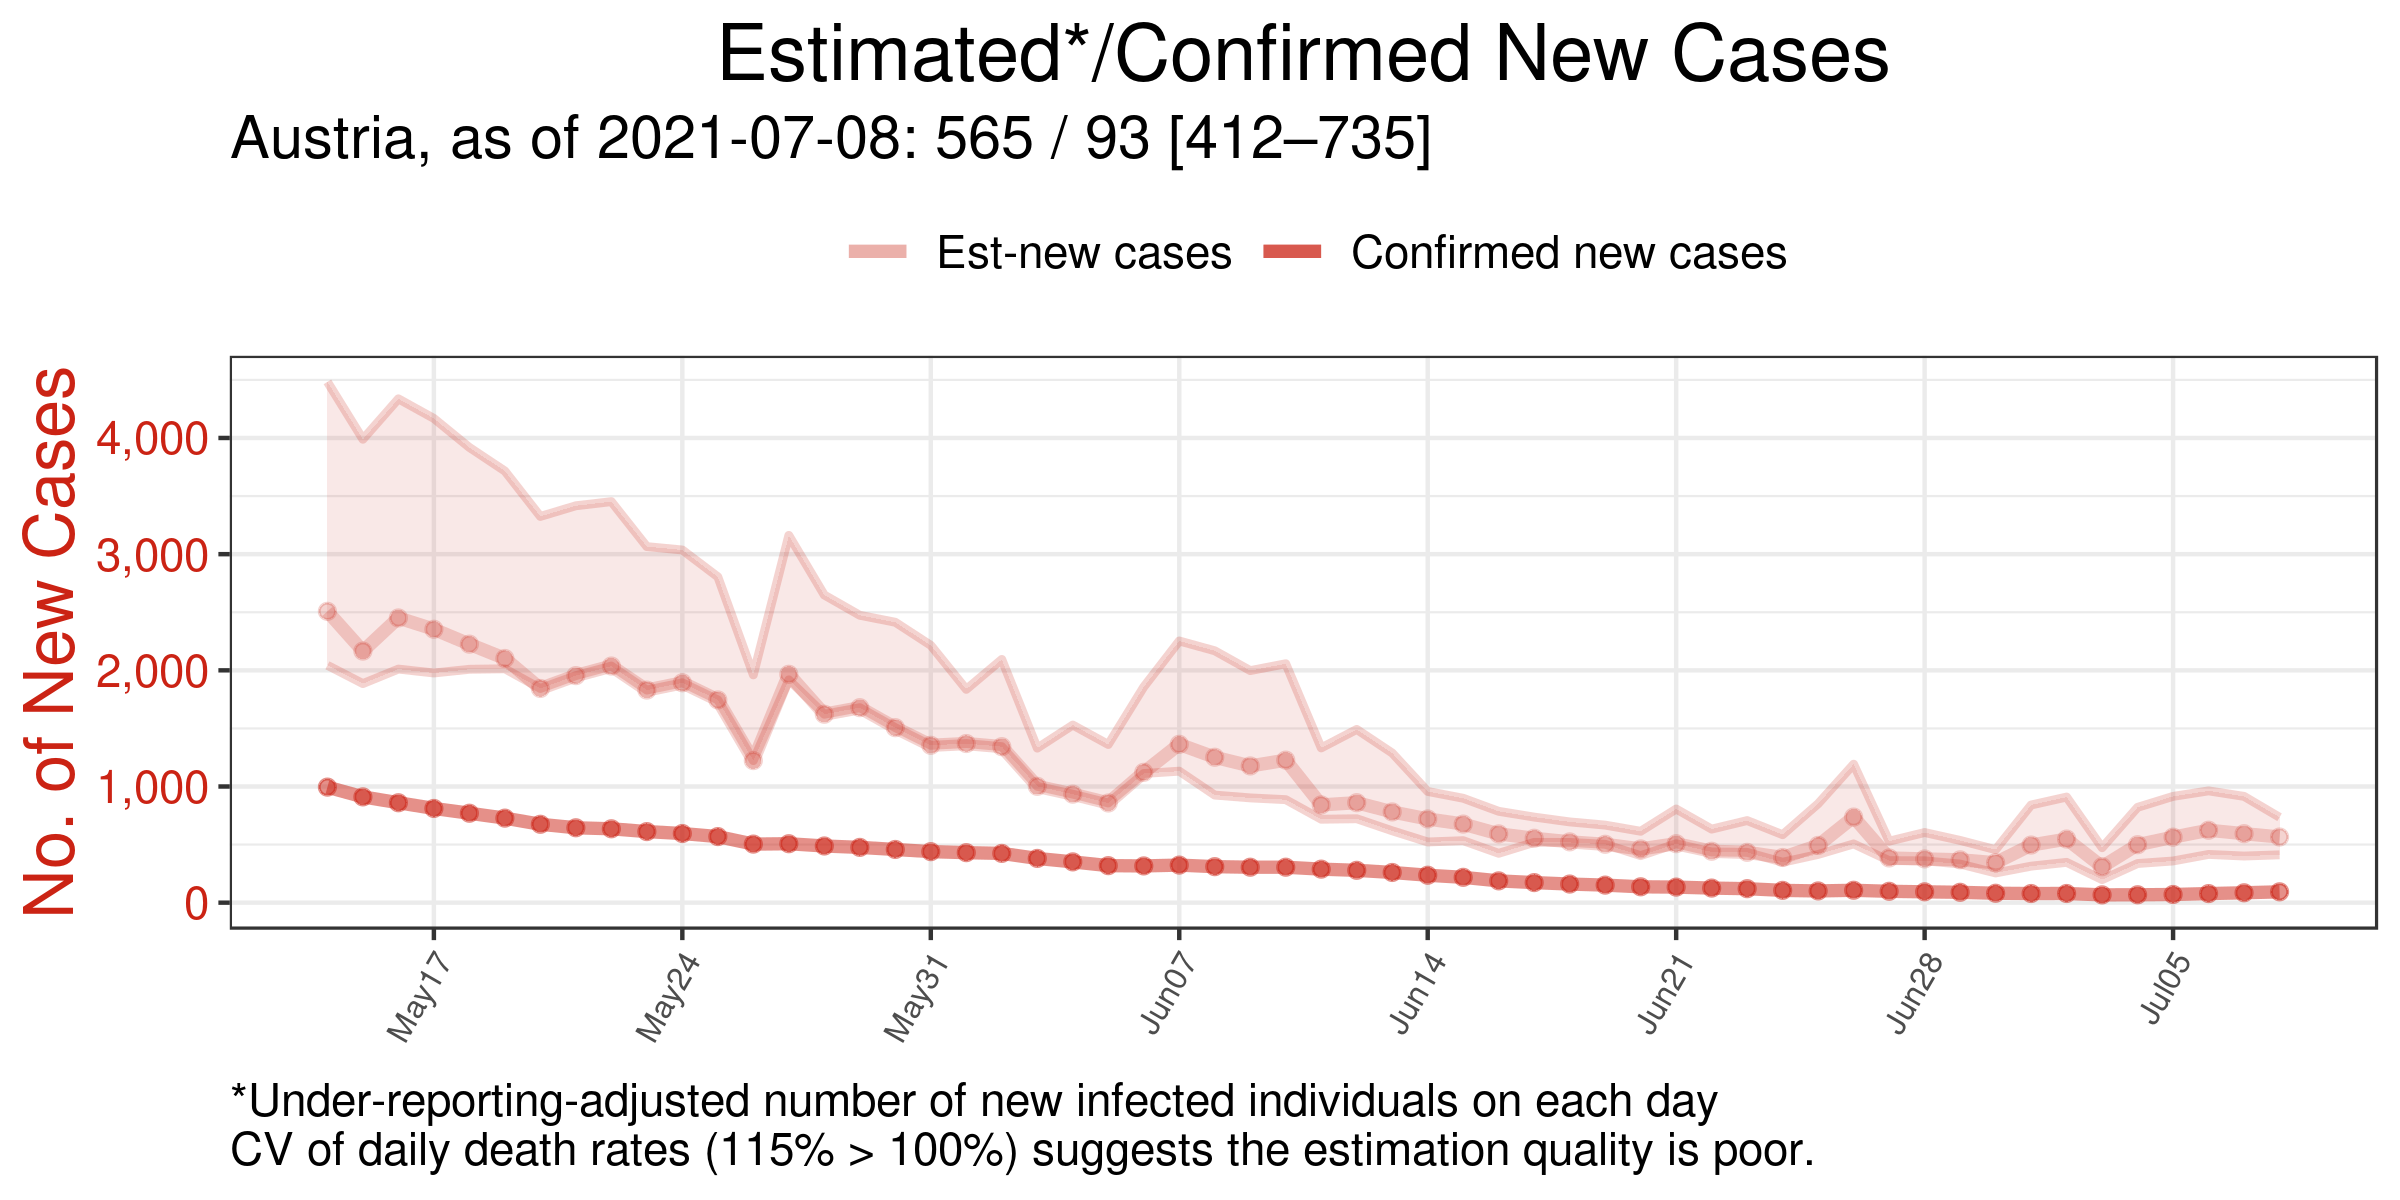 Estimated*/Confirmed New Cases
Austria, as of 2021-07-08: 565 / 93 [412–735]
Est-new cases Confirmed new cases
No. of New Cases
4,000
3,000
2,000
1,000
0
May17 May24 May31 Jun07 Jun14 Jun21 Jun28 Jul05
*Under-reporting-adjusted number of new infected individuals on each day
CV of daily death rates (115% > 100%) suggests the estimation quality is poor.